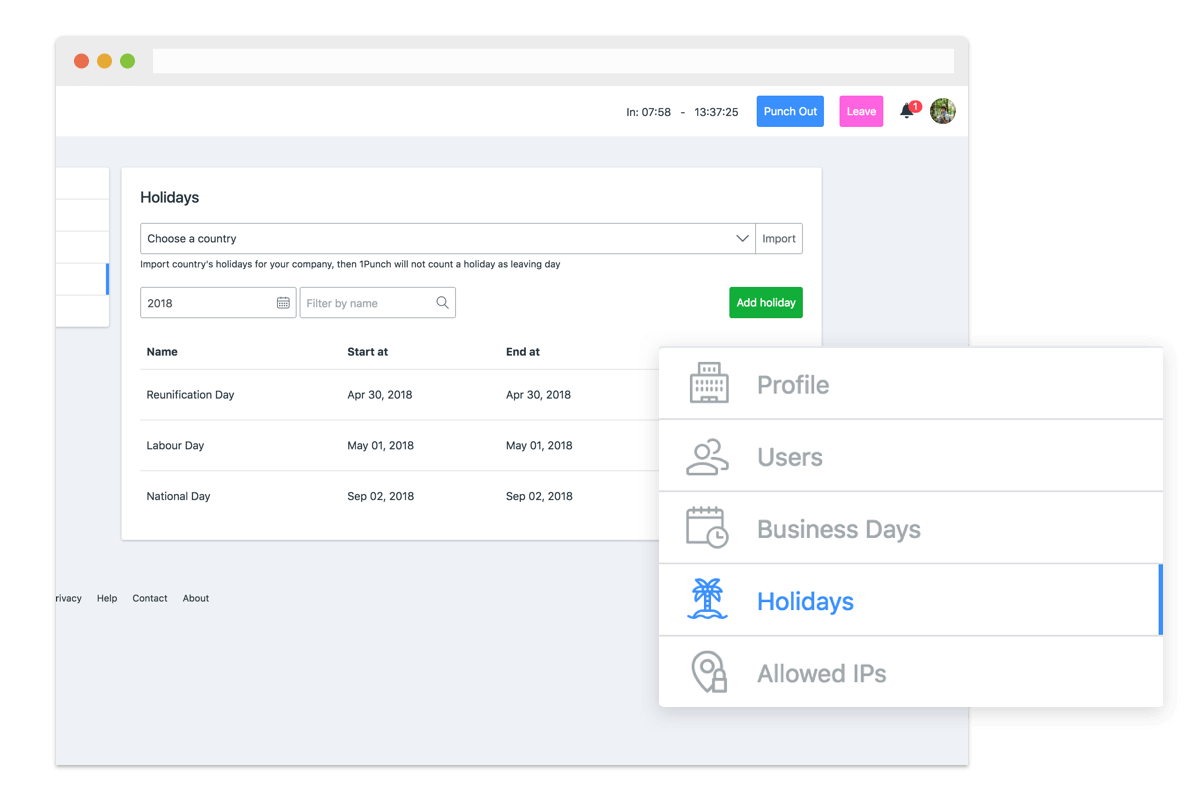 In: 07:58 - 13:37:25 Punch Out Leave 1
Holidays
Choose a country Import
Import country's holidays for your company, then 1Punch will not count a holiday as leaving day
2018 Filter by name Add holiday
Name Start at End at
Reunification Day Apr 30, 2018 Apr 30, 2018
Labour Day May 01, 2018 May 01, 2018
National Day Sep 02, 2018 Sep 02, 2018
rivacy Help Contact About
Profile
Users
Business Days
Holidays
Allowed IPs